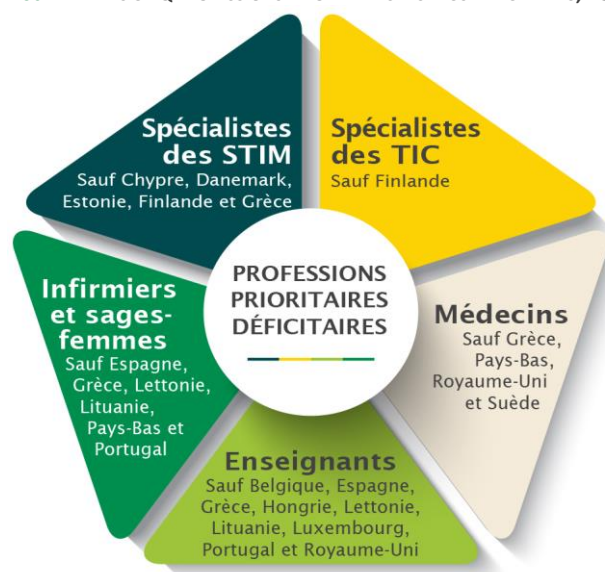 PROFESSIONS
PRIORITAIRES
DÉFICITAIRES
Spécialistes
des STIM
Sauf Chypre, Danemark,
Estonie, Finlande et Grèce
Spécialistes
des TIC
Sauf Finlande
Médecins
Sauf Grèce,
Pays-Bas,
Royaume-Uni
et Suède
Enseignants
Sauf Belgique, Espagne,
Grèce, Hongrie, Lettonie,
Lituanie, Luxembourg,
Portugal et Royaume-Uni
Infirmiers
et sages-
femmes
Sauf Espagne,
Grèce, Lettonie,
Lituanie,
Pays-Bas et
Portugal